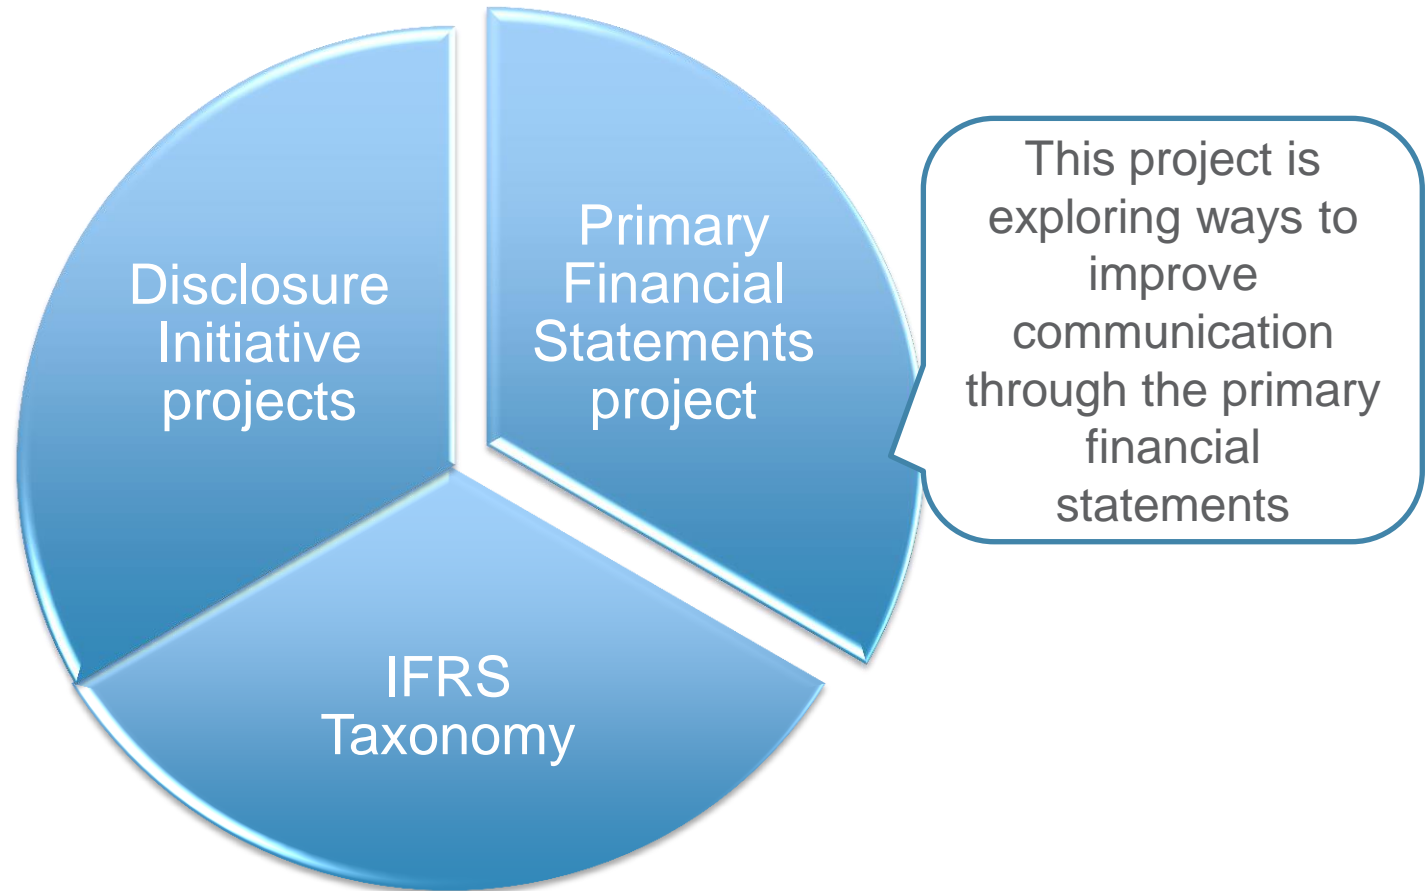 Disclosure
Initiative
projects
Primary
Financial
Statements
project
This project is
exploring ways to
improve
communication
through the primary
financial
statements
IFRS
Taxonomy